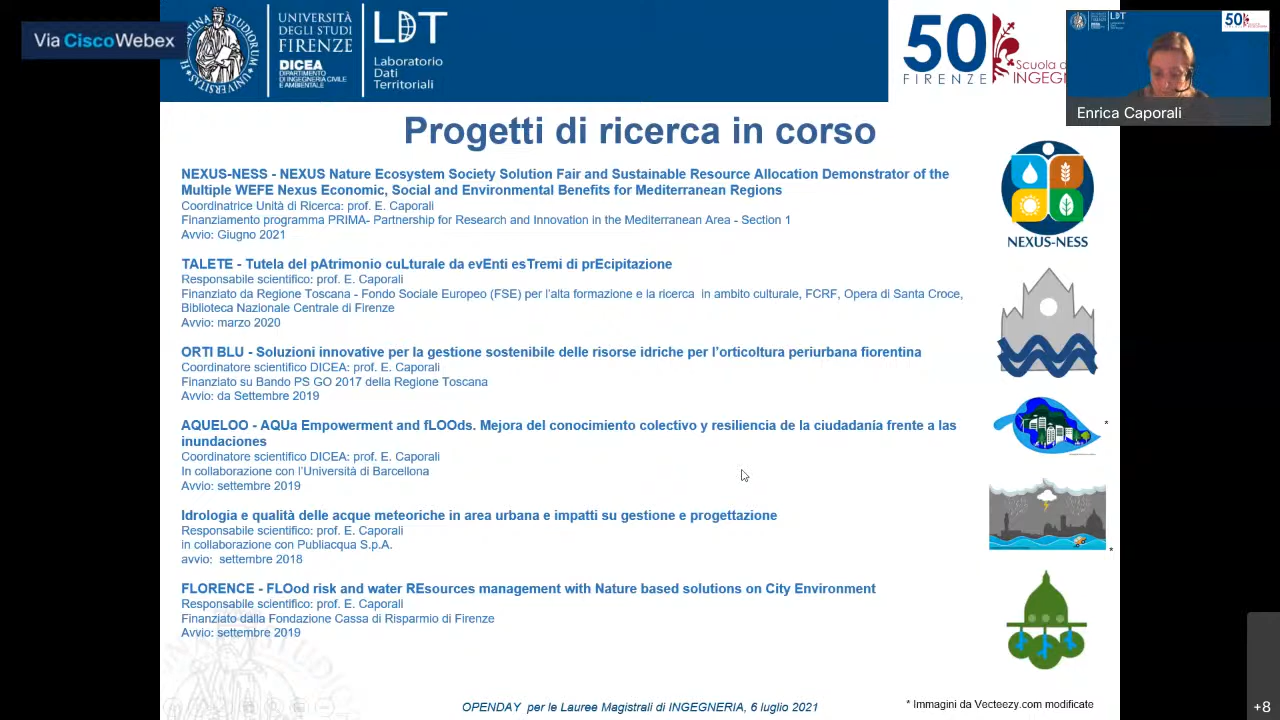 Via Cisco Webex
UNIVERSITÀ
DEGLI STUDI
FIRENZE
DICEA
DIPARTIMENTO
DI INGEGNERIA CIVILE
E AMBIENTALE
LDT
Laboratorio
Dati
Territoriali
50
FIRENZE
Scuola
INGEG
Enrica Caporali
Progetti di ricerca in corso
NEXUS-NESS - NEXUS Nature Ecosystem Society Solution Fair and Sustainable Resource Allocation Demonstrator of the
Multiple WEFE Nexus Economic, Social and Environmental Benefits for Mediterranean Regions
Coordinatrice Unità di Ricerca: prof. E. Caporali
Finanziamento programma PRIMA- Partnership for Research and Innovation in the Mediterranean Area - Section 1
Avvio: Giugno 2021
NEXUS-NESS
TALETE - Tutela del pAtrimonio cuLturale da evEnti esTremi di prEcipitazione
Responsabile scientifico: prof. E. Caporali
Finanziato da Regione Toscana - Fondo Sociale Europeo (FSE) per l'alta formazione e la ricerca in ambito culturale, FCRF, Opera di Santa Croce,
Biblioteca Nazionale Centrale di Firenze
Avvio: marzo 2020
ORTI BLU - Soluzioni innovative per la gestione sostenibile delle risorse idriche per l'orticoltura periurbana fiorentina
Coordinatore scientifico DICEA: prof. E. Caporali
Finanziato su Bando PS GO 2017 della Regione Toscana
Avvio: da Settembre 2019
AQUELOO - AQUa Empowerment and fLOOds. Mejora del conocimiento colectivo y resiliencia de la ciudadanía frente a las
inundaciones
Coordinatore scientifico DICEA: prof. E. Caporali
In collaborazione con l'Università di Barcellona
Avvio: settembre 2019
Idrologia e qualità delle acque meteoriche in area urbana e impatti su gestione e progettazione
Responsabile scientifico: prof. E. Caporali
in collaborazione con Publiacqua S.p.A.
avvio: settembre 2018
FLORENCE - FLOod risk and water REsources management with Nature based solutions on City Environment
Responsabile scientifico: prof. E. Caporali
Finanziato dalla Fondazione Cassa di Risparmio di Firenze
Avvio: settembre 2019
*
*
OPENDAY per le Lauree Magistrali di INGEGNERIA, 6 luglio 2021
* Immagini da Vecteezy.com modificate
+8